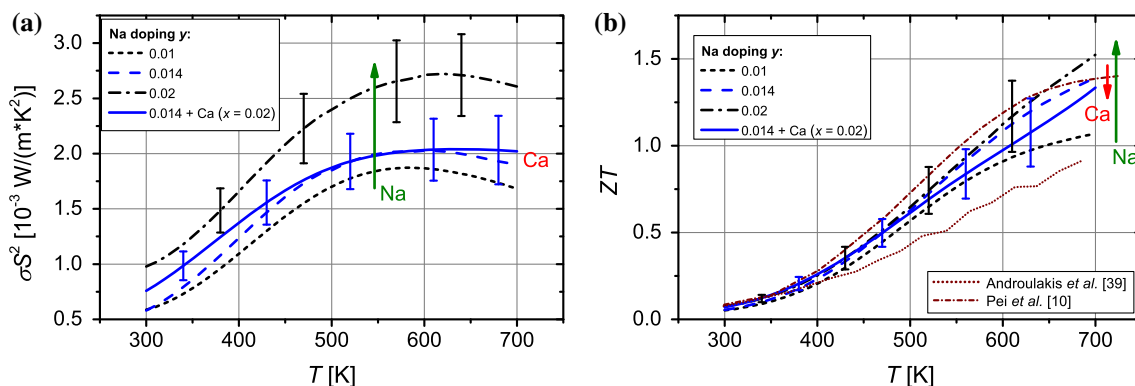 (a)
σS² [10⁻³ W/(m*K²)]
3.0
2.5
2.0
1.5
1.0
0.5
Na doping y:
0.01
0.014
0.02
0.014 + Ca (x = 0.02)
Na
Ca
300 400 500 600 700
T [K]
(b)
ZT
1.5
1.0
0.5
0.0
Na doping y:
0.01
0.014
0.02
0.014 + Ca (x = 0.02)
Ca
Na
Androulakis et al. [39]
Pei et al. [10]
300 400 500 600 700
T [K]